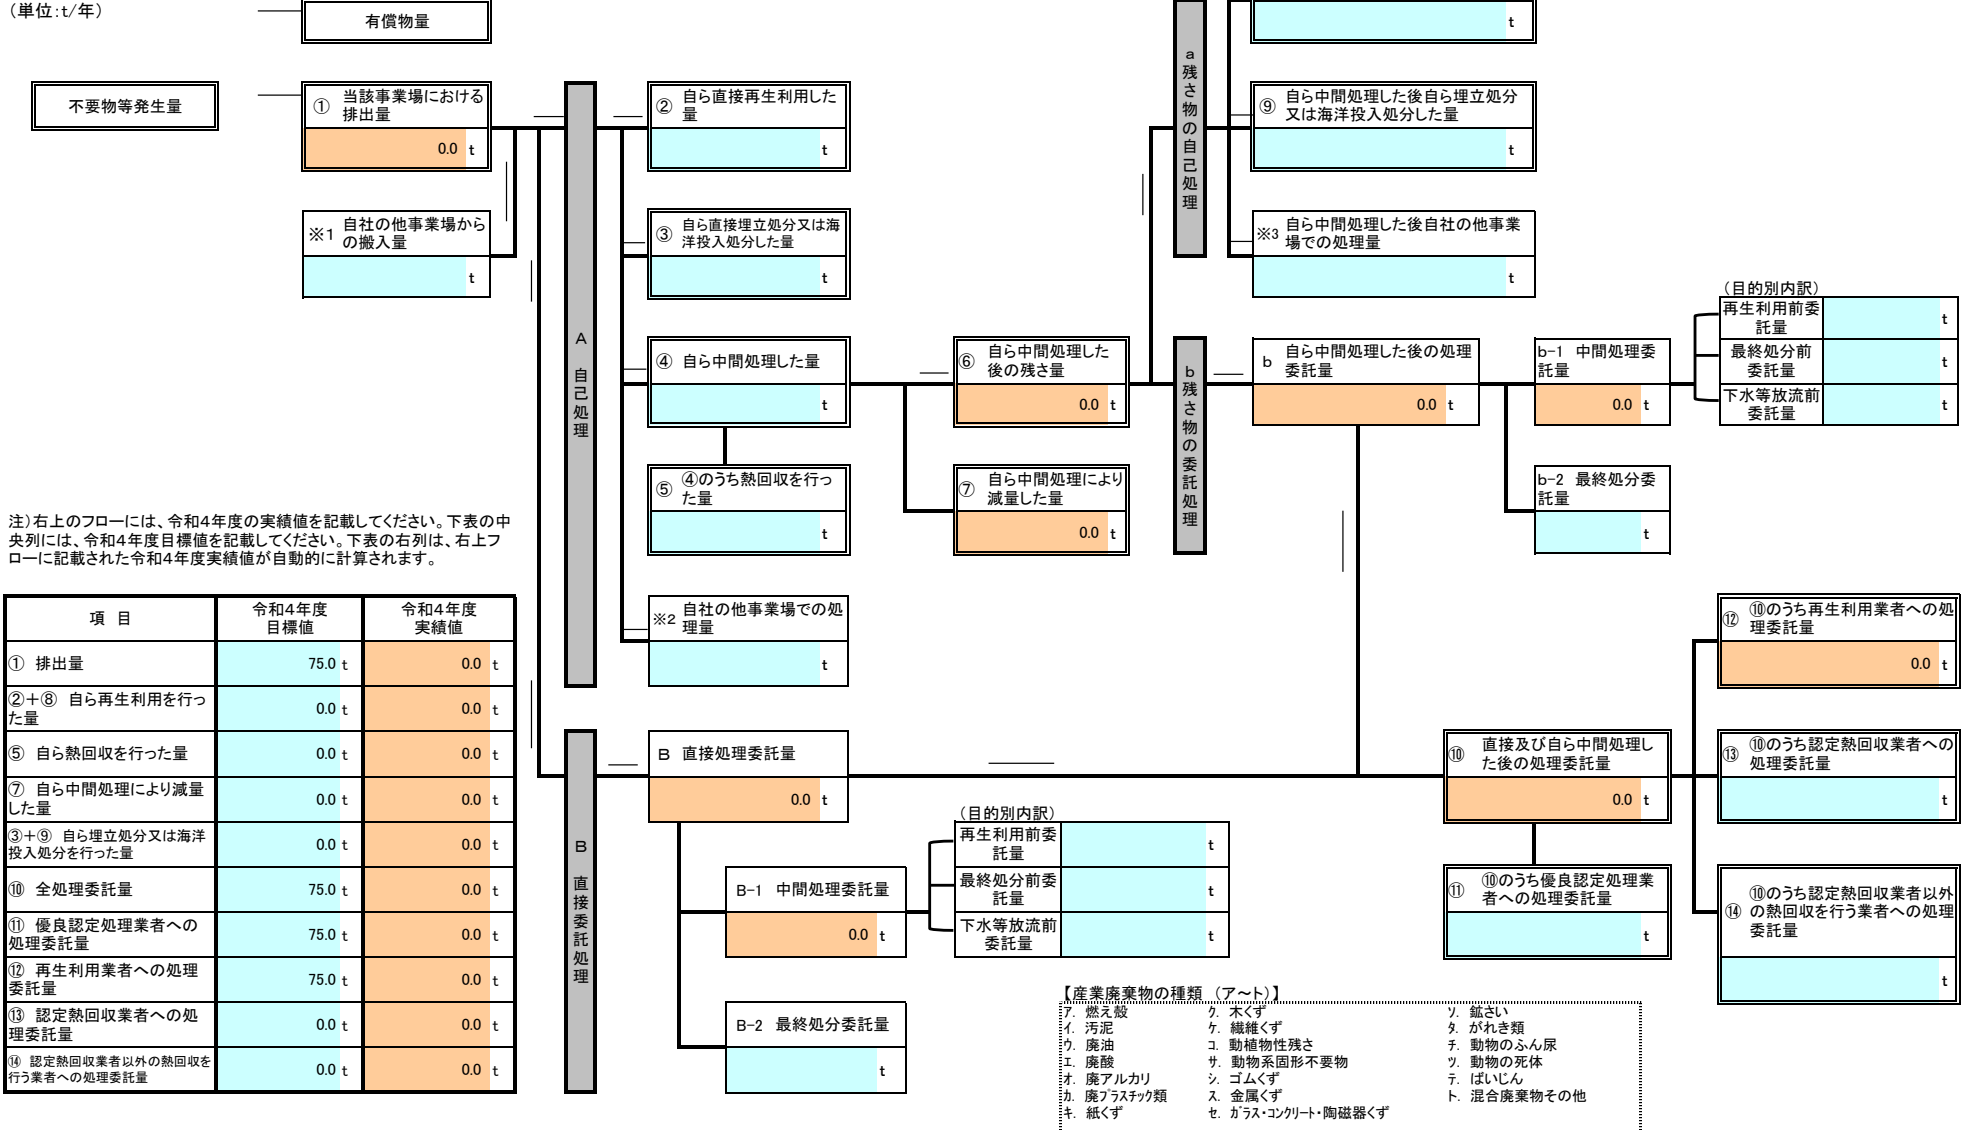 （単位：t/年）
有償物量
t
不要物等発生量
① 当該事業場における
排出量
0.0 t
※1 自社の他事業場から
の搬入量
t
A 自己処理
② 自ら直接再生利用した
量
t
③ 自ら直接埋立処分又は海
洋投入処分した量
t
④ 自ら中間処理した量
t
⑤ ④のうち熱回収を行っ
た量
t
※2 自社の他事業場での処
理量
t
⑥ 自ら中間処理した
後の残さ量
0.0 t
⑦ 自ら中間処理により
減量した量
0.0 t
a 残さ物の自己処理
⑨ 自ら中間処理した後自ら埋立処分
又は海洋投入処分した量
t
※3 自ら中間処理した後自社の他事業
場での処理量
t
b 残さ物の委託処理
b 自ら中間処理した後の処理
委託量
0.0 t
b-1 中間処理委
託量
0.0 t
b-2 最終処分委
託量
t
（目的別内訳）
再生利用前委
託量
t
最終処分前
委託量
t
下水等放流前
委託量
t
注）右上のフローには、令和４年度の実績値を記載してください。下表の中
央列には、令和４年度目標値を記載してください。下表の右列は、右上フ
ローに記載された令和４年度実績値が自動的に計算されます。
項 目 令和４年度
目標値 令和４年度
実績値
① 排出量 75.0 t 0.0 t
②＋⑧ 自ら再生利用を行っ
た量 0.0 t 0.0 t
⑤ 自ら熱回収を行った量 0.0 t 0.0 t
⑦ 自ら中間処理により減量
した量 0.0 t 0.0 t
③＋⑨ 自ら埋立処分又は海洋
投入処分を行った量 0.0 t 0.0 t
⑩ 全処理委託量 75.0 t 0.0 t
⑪ 優良認定処理業者への
処理委託量 75.0 t 0.0 t
⑫ 再生利用業者への処理
委託量 75.0 t 0.0 t
⑬ 認定熱回収業者への処
理委託量 0.0 t 0.0 t
⑭ 認定熱回収業者以外の熱回収を
行う業者への処理委託量 0.0 t 0.0 t
B 直接委託処理
B 直接処理委託量
0.0 t
B-1 中間処理委託量
0.0 t
B-2 最終処分委託量
t
（目的別内訳）
再生利用前委
託量
t
最終処分前委
託量
t
下水等放流前
委託量
t
⑩ 直接及び自ら中間処理し
た後の処理委託量
0.0 t
⑪ ⑩のうち優良認定処理業
者への処理委託量
t
⑫ ⑩のうち再生利用業者への処
理委託量
0.0 t
⑬ ⑩のうち認定熱回収業者への
処理委託量
t
⑭ ⑩のうち認定熱回収業者以外
の熱回収を行う業者への処理
委託量
t
【産業廃棄物の種類 （ア～ト）】
ｱ. 燃え殻 ｸ. 木くず ｿ. 鉱さい
ｲ. 汚泥 ｹ. 繊維くず ﾀ. がれき類
ｳ. 廃油 ｺ. 動植物性残さ ﾁ. 動物のふん尿
ｴ. 廃酸 ｻ. 動物系固形不要物 ﾂ. 動物の死体
ｵ. 廃アルカリ ｼ. ゴムくず ﾃ. ばいじん
ｶ. 廃ﾌﾟﾗｽﾁｯｸ類 ｽ. 金属くず ﾄ. 混合廃棄物その他
ｷ. 紙くず ｾ. ｶﾞﾗｽ・ｺﾝｸﾘｰﾄ・陶磁器くず